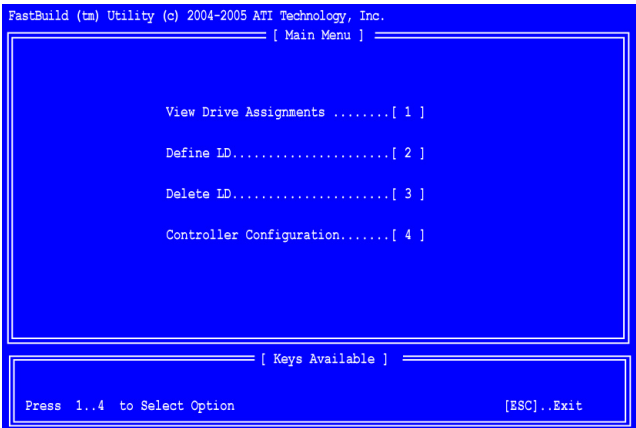 FastBuild (tm) Utility (c) 2004-2005 ATI Technology, Inc.
[ Main Menu ]
View Drive Assignments ........[ 1 ]
Define LD......................[ 2 ]
Delete LD......................[ 3 ]
Controller Configuration.......[ 4 ]
[ Keys Available ]
Press 1..4 to Select Option [ESC]..Exit